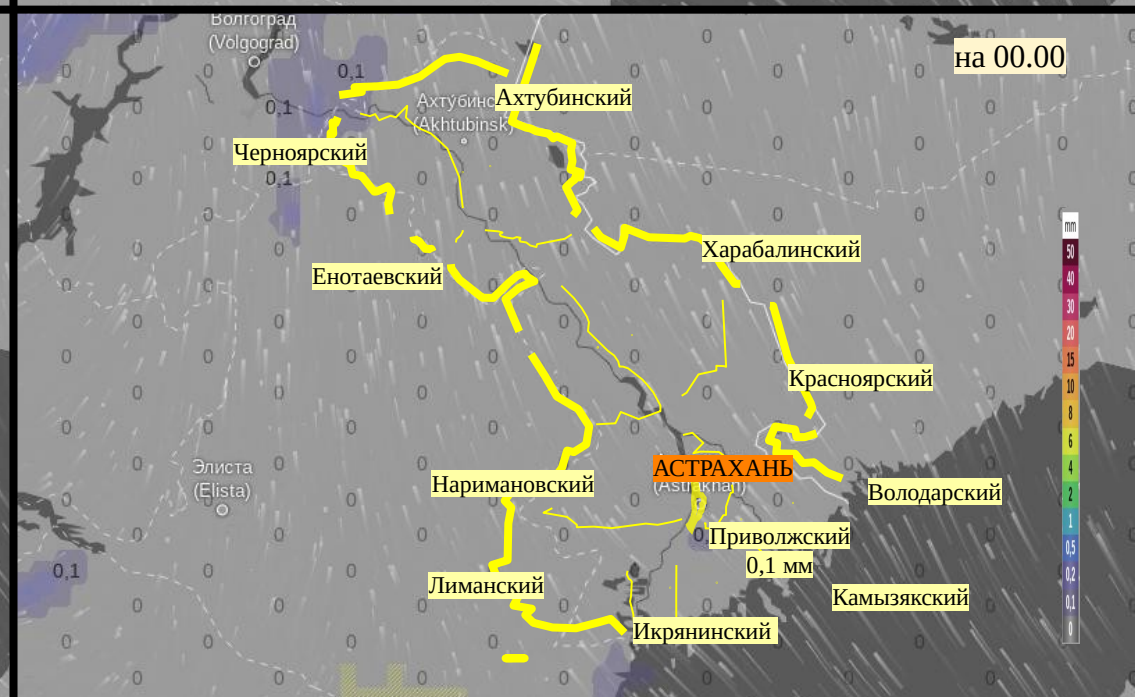 Волгоград
(Volgograd)
на 00.00
0,1
Ахтубинский
(Akhtubinsk)
0,1
Черноярский
0,1
Харабалинский
Енотаевский
Красноярский
АСТРАХАНЬ
Элиста
(Elista)
Наримановский
(Astrakhan)
Володарский
Приволжский
0,1 мм
0,1
Лиманский
Камызякский
Икрянинский
mm
50
40
30
20
15
10
8
6
4
2
1
0,5
0,2
0,1
0